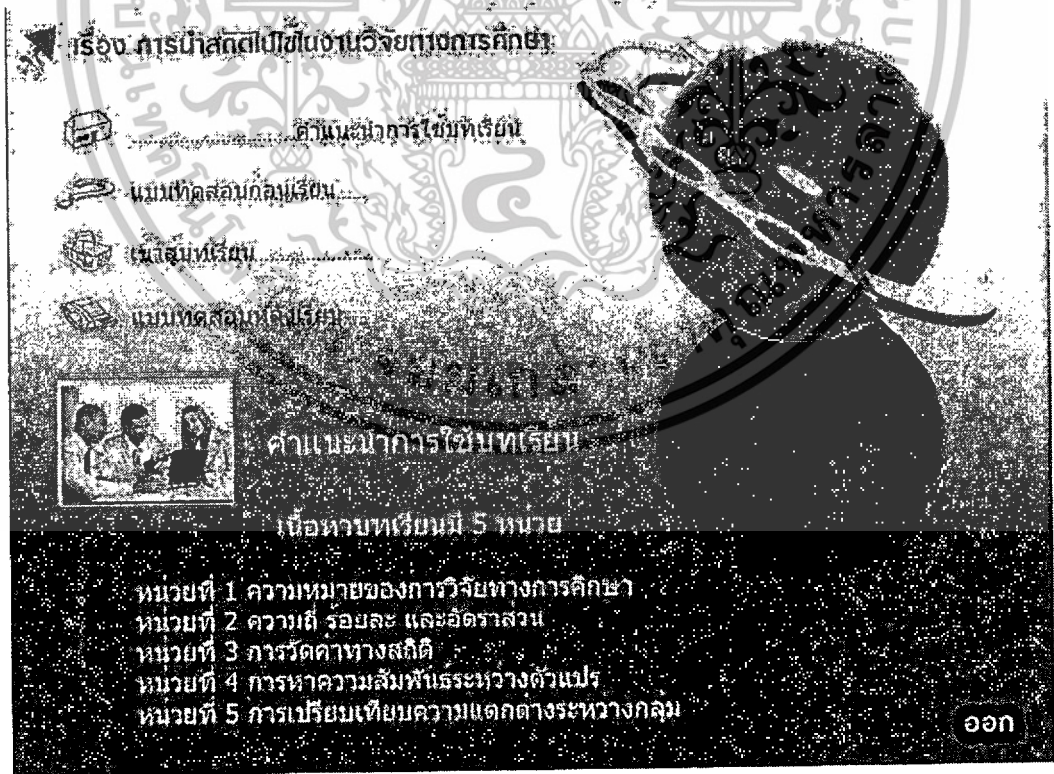 เรื่อง การนำสถิติไปใช้ในงานวิจัยทางการศึกษา
คำแนะนำการใช้บทเรียน
แบบทดสอบก่อนเรียน
เข้าสู่บทเรียน
แบบทดสอบหลังเรียน
คำแนะนำการใช้บทเรียน
เนื้อหาบทเรียนมี 5 หน่วย
หน่วยที่ 1 ความหมายของการวิจัยทางการศึกษา
หน่วยที่ 2 ความถี่ ร้อยละ และอัตราส่วน
หน่วยที่ 3 การวัดค่าทางสถิติ
หน่วยที่ 4 การหาความสัมพันธ์ระหว่างตัวแปร
หน่วยที่ 5 การเปรียบเทียบความแตกต่างระหว่างกลุ่ม
ออก